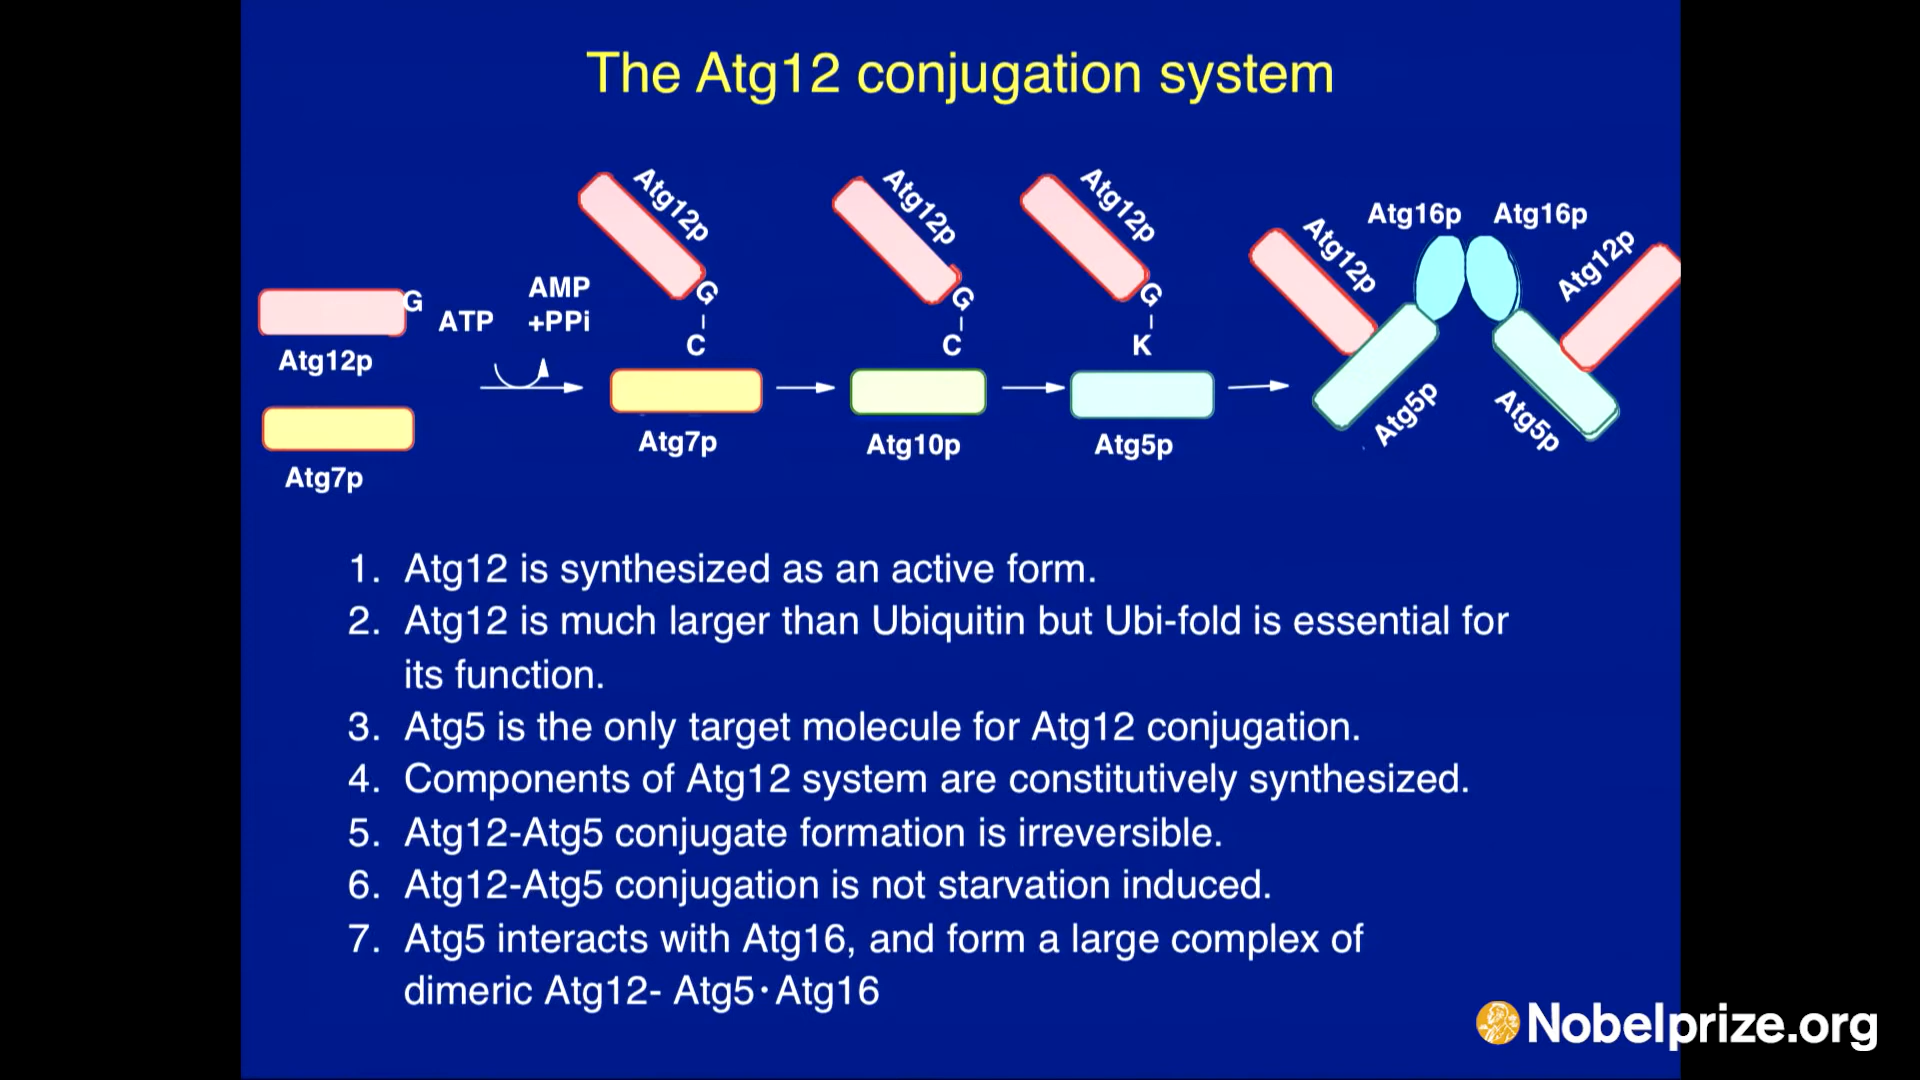 The Atg12 conjugation system
Atg12p
G
Atg7p
ATP
AMP
+PPi
Atg12p
G
C
Atg7p
Atg12p
G
C
Atg10p
Atg12p
G
K
Atg5p
Atg16p Atg16p
Atg12p
Atg12p
Atg5p
Atg5p
1. Atg12 is synthesized as an active form.
2. Atg12 is much larger than Ubiquitin but Ubi-fold is essential for
its function.
3. Atg5 is the only target molecule for Atg12 conjugation.
4. Components of Atg12 system are constitutively synthesized.
5. Atg12-Atg5 conjugate formation is irreversible.
6. Atg12-Atg5 conjugation is not starvation induced.
7. Atg5 interacts with Atg16, and form a large complex of
dimeric Atg12- Atg5・Atg16
Nobelprize.org